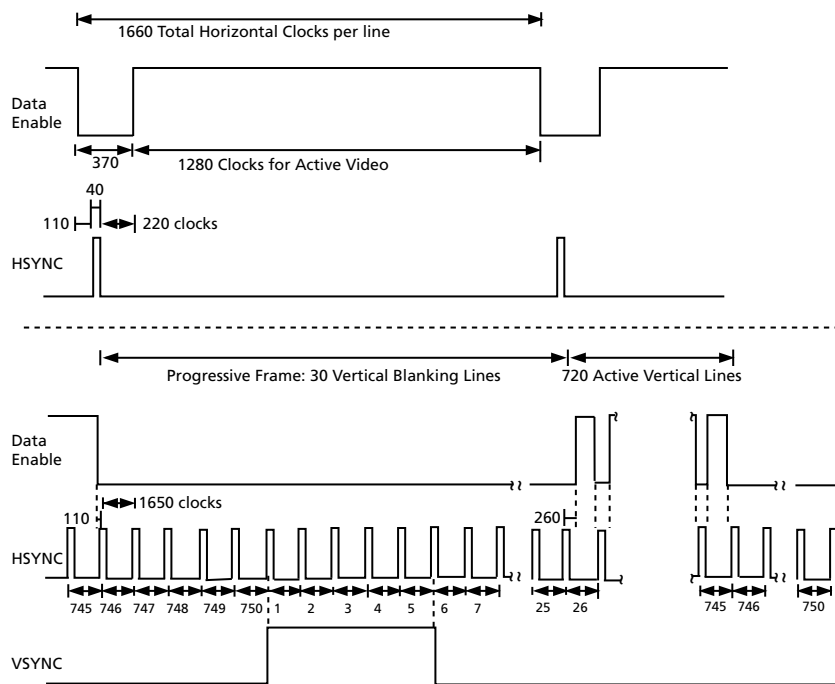 1660 Total Horizontal Clocks per line
Data
Enable
370
1280 Clocks for Active Video
40
110
220 clocks
HSYNC
Progressive Frame: 30 Vertical Blanking Lines
720 Active Vertical Lines
Data
Enable
1650 clocks
110
260
HSYNC
745 746 747 748 749 750 1 2 3 4 5 6 7 25 26 745 746 750
VSYNC